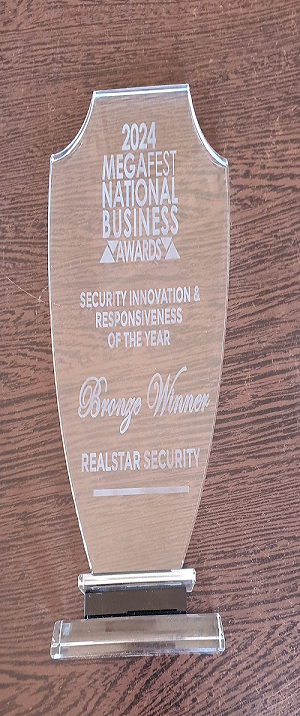 2024
MEGAFEST
NATIONAL
BUSINESS
AWARDS
SECURITY INNOVATION &
RESPONSIVENESS
OF THE YEAR
Bronze Winner
REALSTAR SECURITY